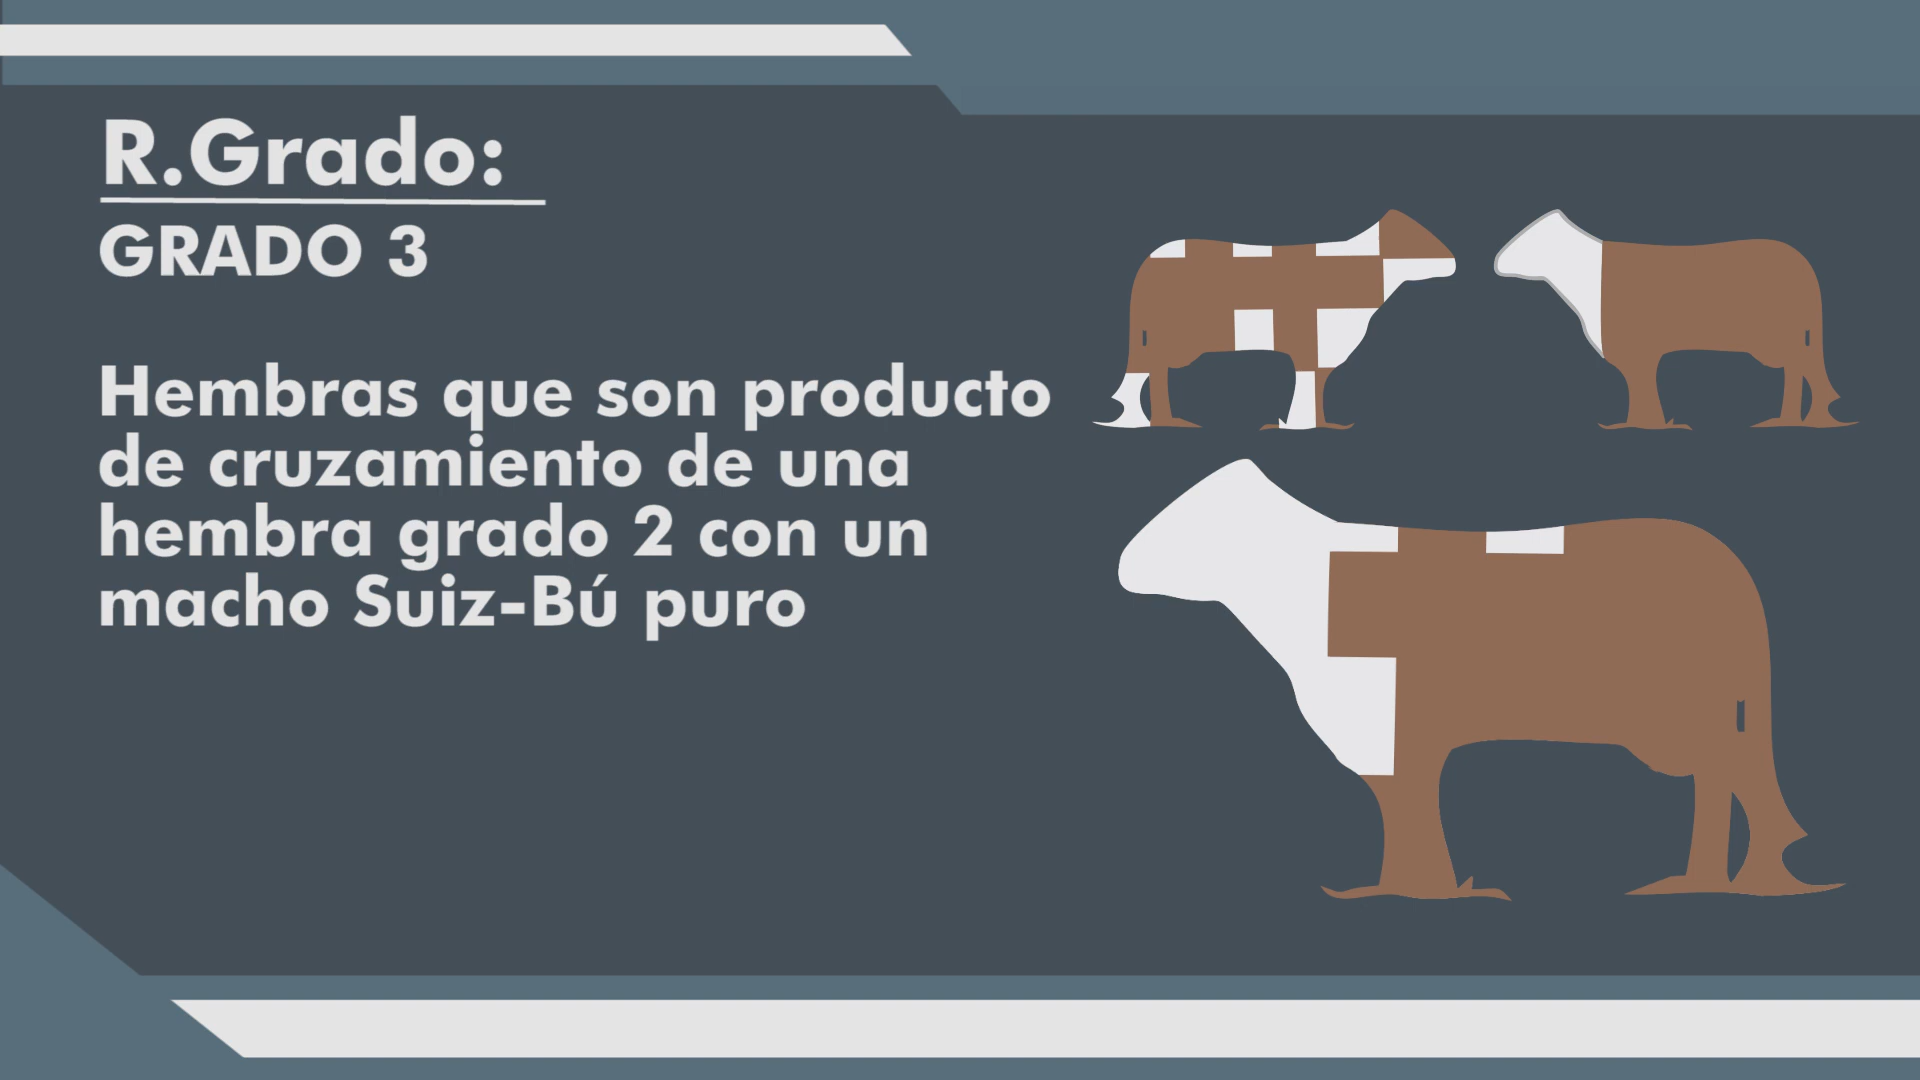 R.Grado:
GRADO 3
Hembras que son producto
de cruzamiento de una
hembra grado 2 con un
macho Suiz-Bú puro